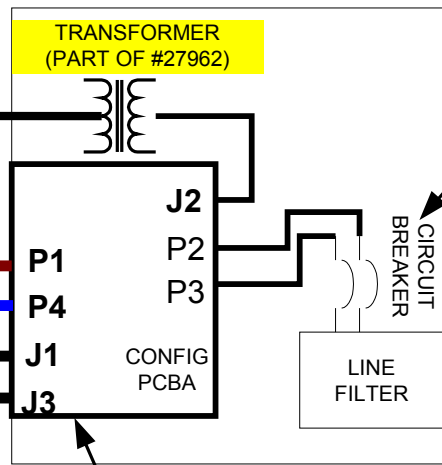 TRANSFORMER
(PART OF #27962)
J2
P2
P3
P1
P4
J1
J3
CONFIG
PCBA
CIRCUIT
BREAKER
LINE
FILTER